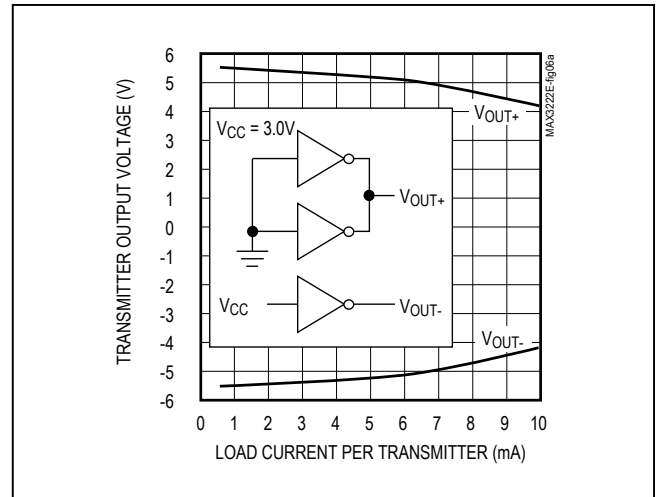 TRANSMITTER OUTPUT VOLTAGE (V)
6
5
4
3
2
1
0
-1
-2
-3
-4
-5
-6
MAX3222E-fig06a
VOUT+
VCC = 3.0V
VOUT+
VCC
VOUT-
VOUT-
0 1 2 3 4 5 6 7 8 9 10
LOAD CURRENT PER TRANSMITTER (mA)